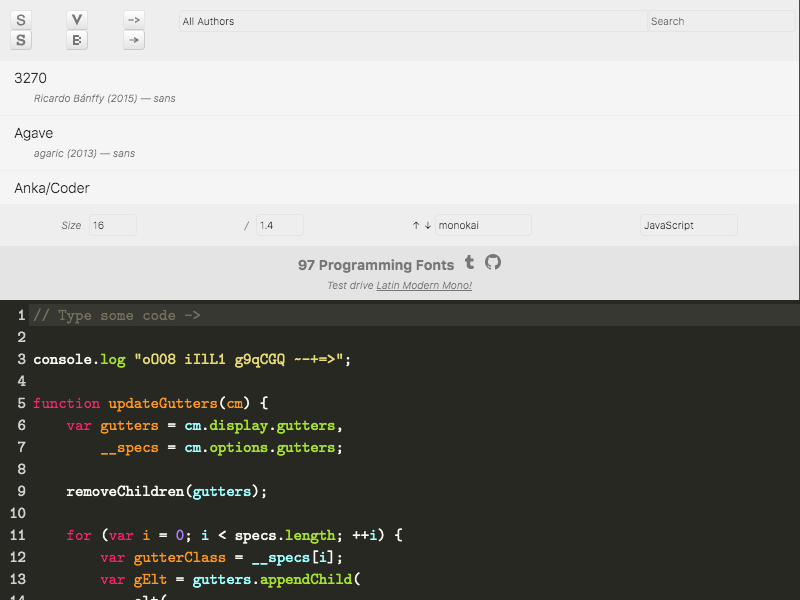 S V -> All Authors Search
S B →
3270
Ricardo Bánffy (2015) — sans
Agave
agaric (2013) — sans
Anka/Coder
Size 16 / 1.4 ↑ ↓ monokai JavaScript
97 Programming Fonts t
Test drive Latin Modern Mono!
1 // Type some code ->
2
3 console.log "oO08 iIlL1 g9qCGQ ~-+=>";
4
5 function updateGutters(cm) {
6 var gutters = cm.display.gutters,
7 __specs = cm.options.gutters;
8
9 removeChildren(gutters);
10
11 for (var i = 0; i < specs.length; ++i) {
12 var gutterClass = __specs[i];
13 var gElt = gutters.appendChild(
14 elt(